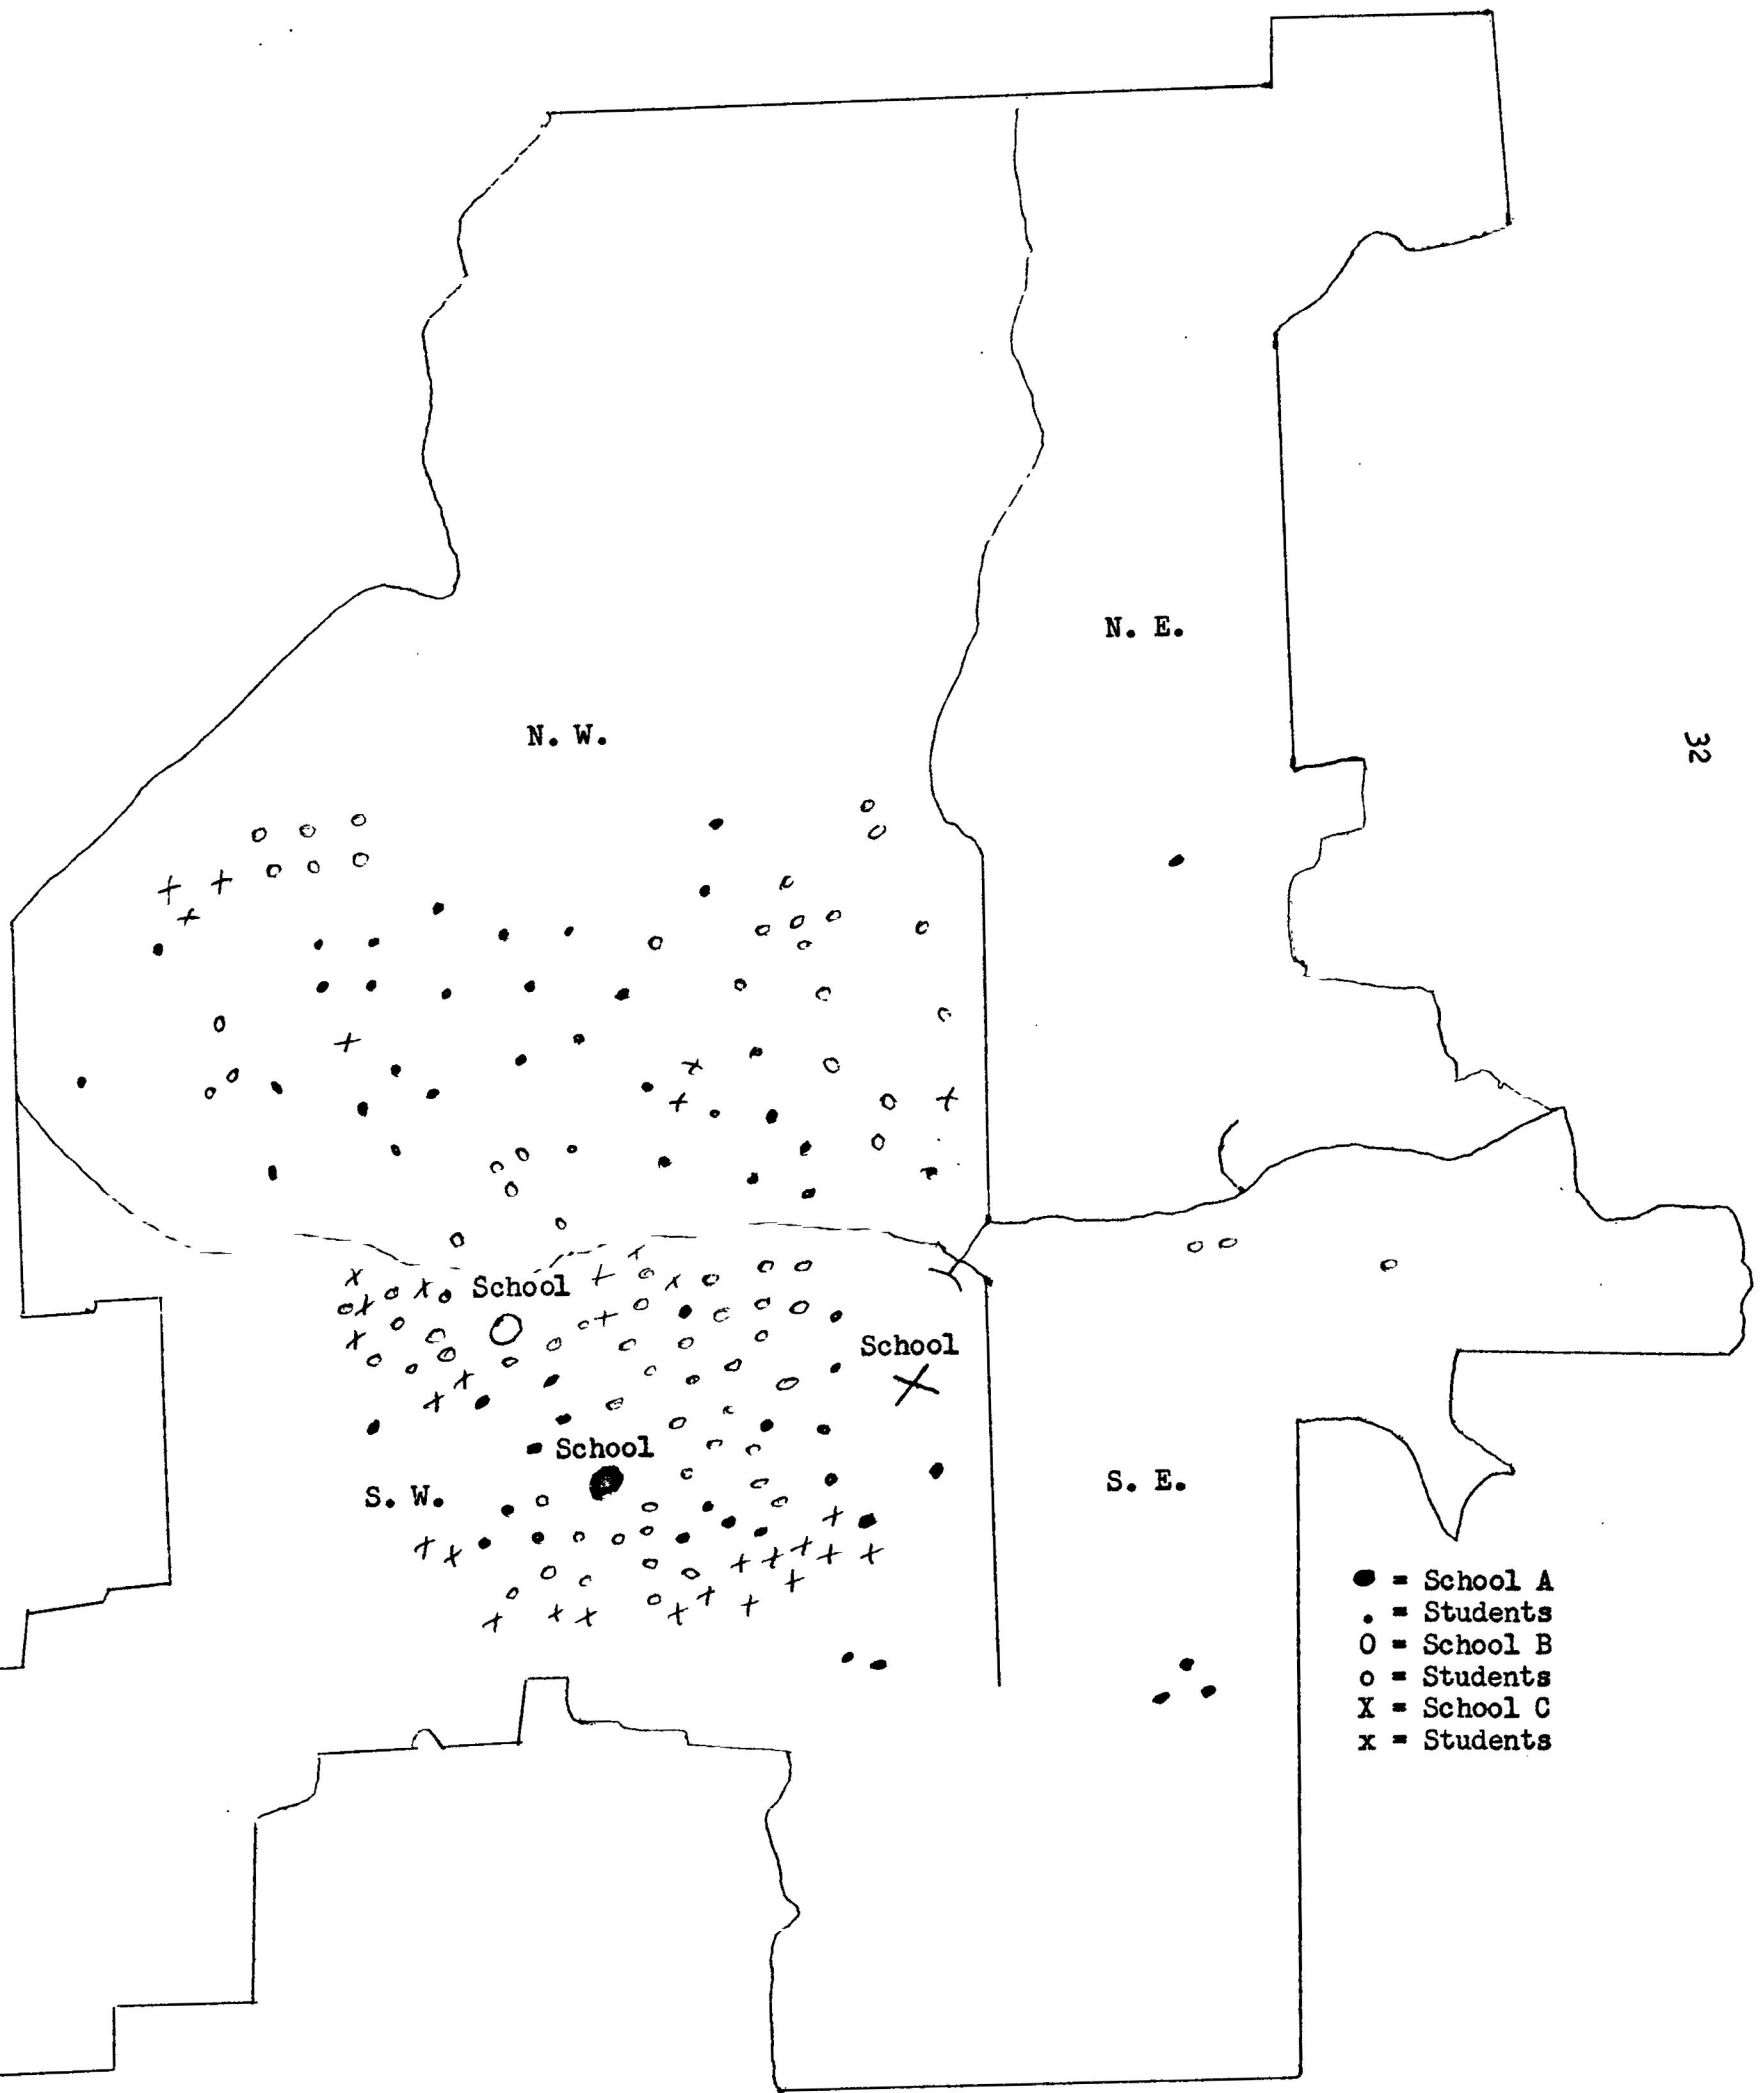 N. E.
N. W.
32
School
School
School
S. W.
S. E.
● = School A
. = Students
O = School B
o = Students
X = School C
x = Students